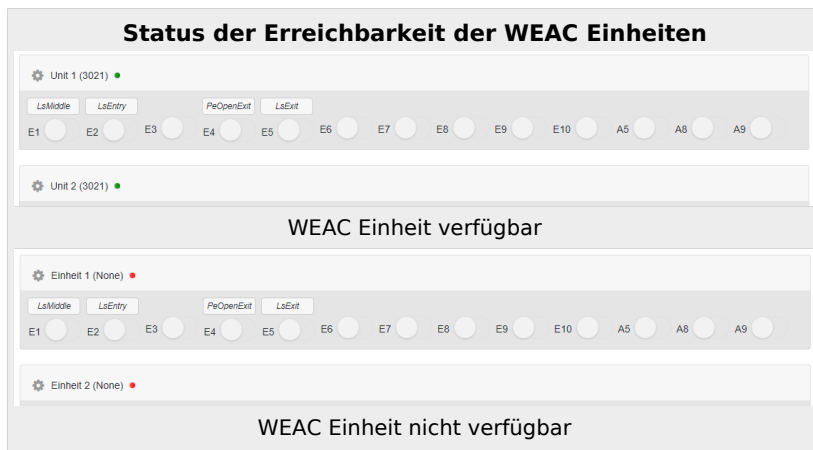 Status der Erreichbarkeit der WEAC Einheiten
Unit 1 (3021)
LsMiddle LsEntry PeOpenExit LsExit
E1 E2 E3 E4 E5 E6 E7 E8 E9 E10 A5 A8 A9
Unit 2 (3021)
WEAC Einheit verfügbar
Einheit 1 (None)
LsMiddle LsEntry PeOpenExit LsExit
E1 E2 E3 E4 E5 E6 E7 E8 E9 E10 A5 A8 A9
Einheit 2 (None)
WEAC Einheit nicht verfügbar